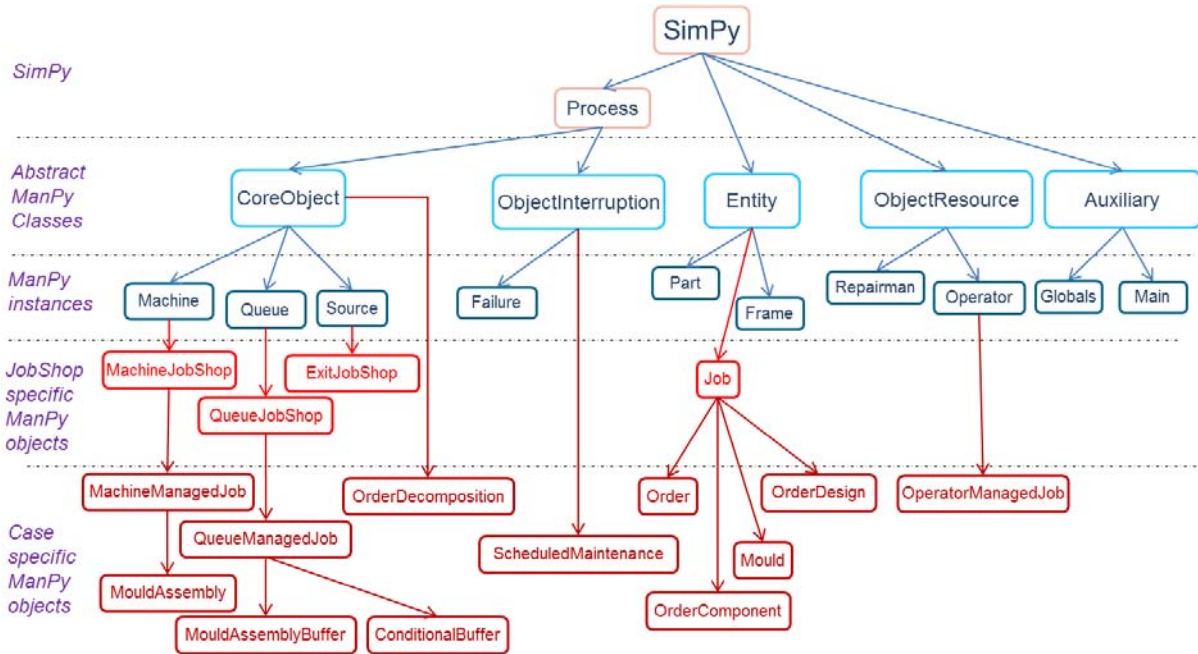 SimPy
SimPy
Process
Abstract
ManPy
Classes
CoreObject
ObjectInterruption
Entity
ObjectResource
Auxiliary
ManPy
instances
Machine
Queue
Source
Failure
Part
Frame
Repairman
Operator
Globals
Main
JobShop
specific
ManPy
objects
MachineJobShop
ExitJobShop
QueueJobShop
Job
Case
specific
ManPy
objects
MachineManagedJob
OrderDecomposition
Order
OrderDesign
OperatorManagedJob
QueueManagedJob
ScheduledMaintenance
Mould
MouldAssembly
OrderComponent
MouldAssemblyBuffer
ConditionalBuffer